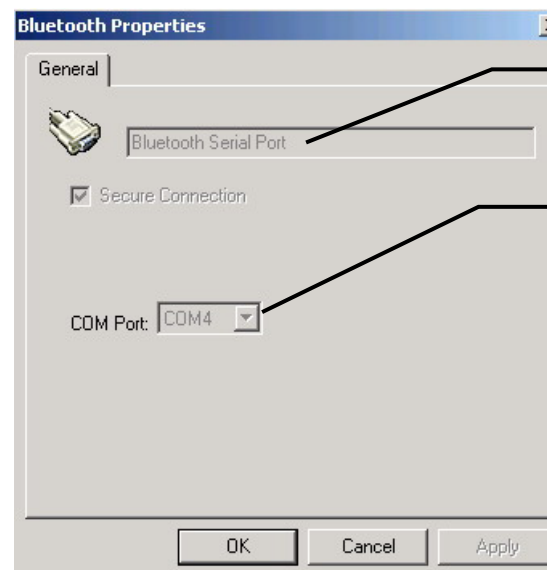 Bluetooth Properties
General
Bluetooth Serial Port
Secure Connection
COM Port: COM4
OK Cancel Apply